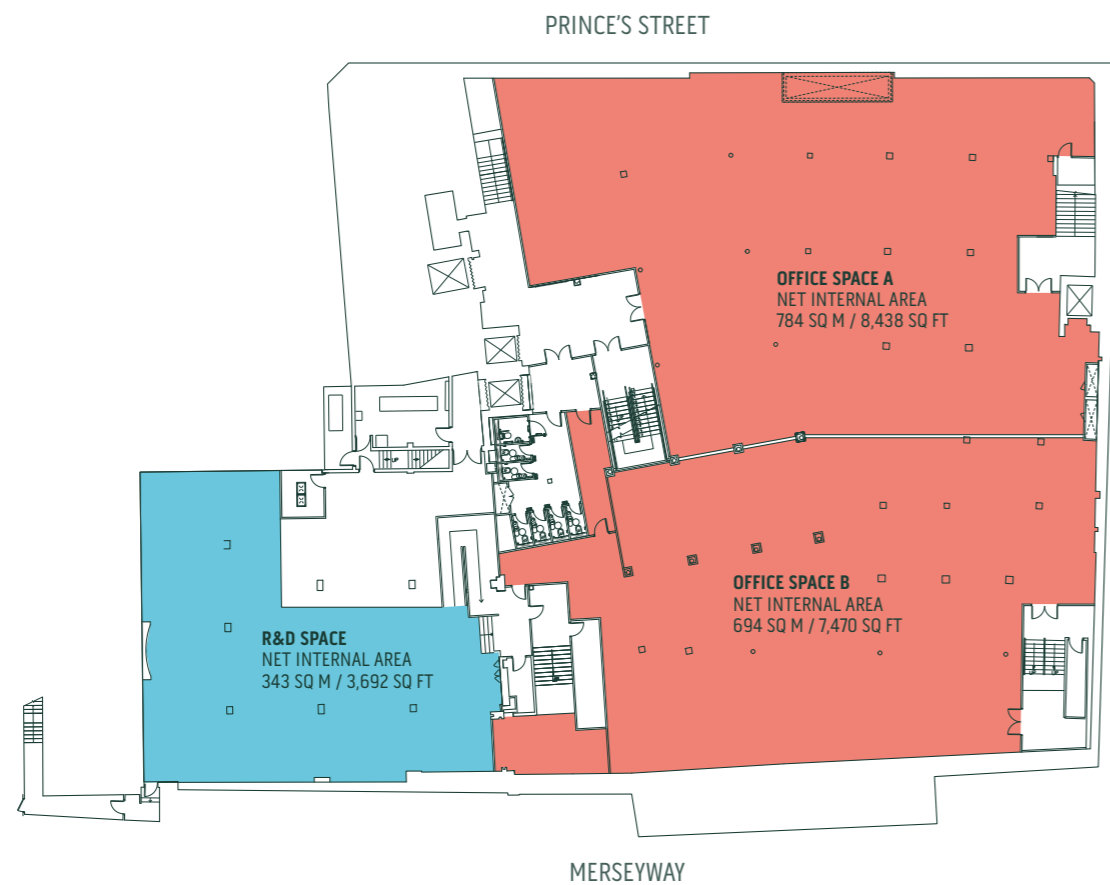 PRINCE'S STREET
OFFICE SPACE A
NET INTERNAL AREA
784 SQ M / 8,438 SQ FT
OFFICE SPACE B
NET INTERNAL AREA
694 SQ M / 7,470 SQ FT
R&D SPACE
NET INTERNAL AREA
343 SQ M / 3,692 SQ FT
MERSEYWAY